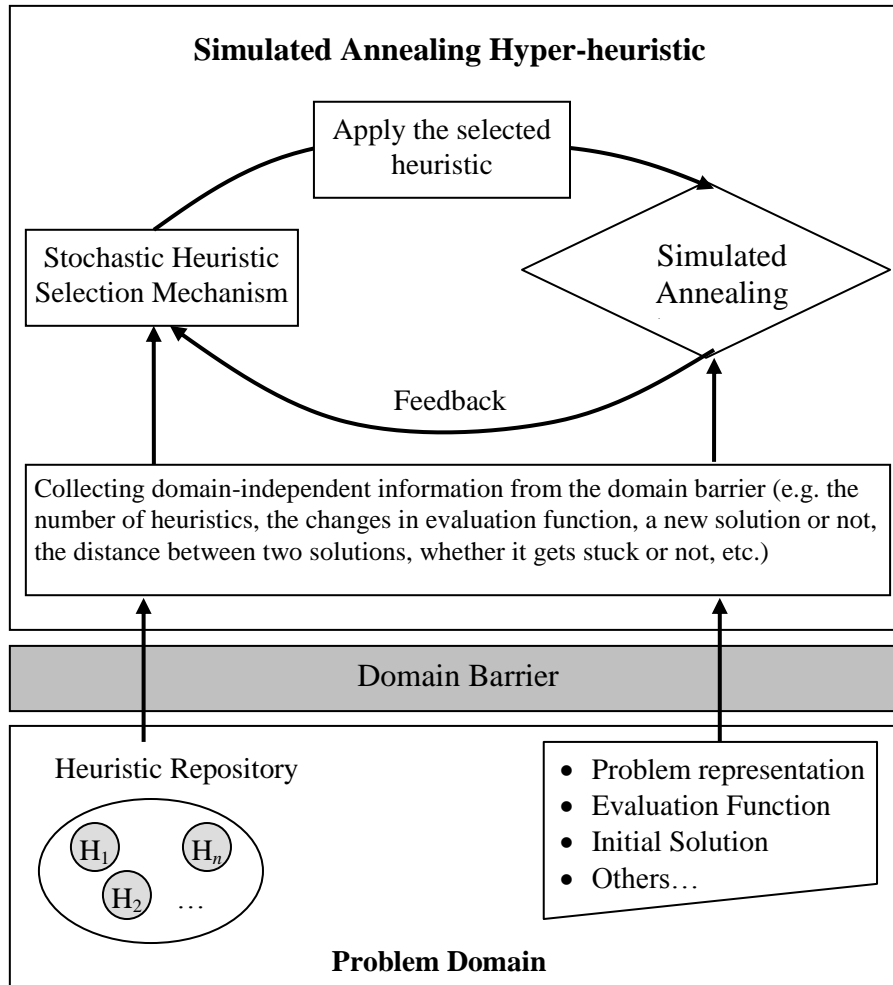 Simulated Annealing Hyper-heuristic
Apply the selected
heuristic
Stochastic Heuristic
Selection Mechanism
Simulated
Annealing
Feedback
Collecting domain-independent information from the domain barrier (e.g. the
number of heuristics, the changes in evaluation function, a new solution or not,
the distance between two solutions, whether it gets stuck or not, etc.)
Domain Barrier
Heuristic Repository
H1
Hn
H2
…
• Problem representation
• Evaluation Function
• Initial Solution
• Others…
Problem Domain